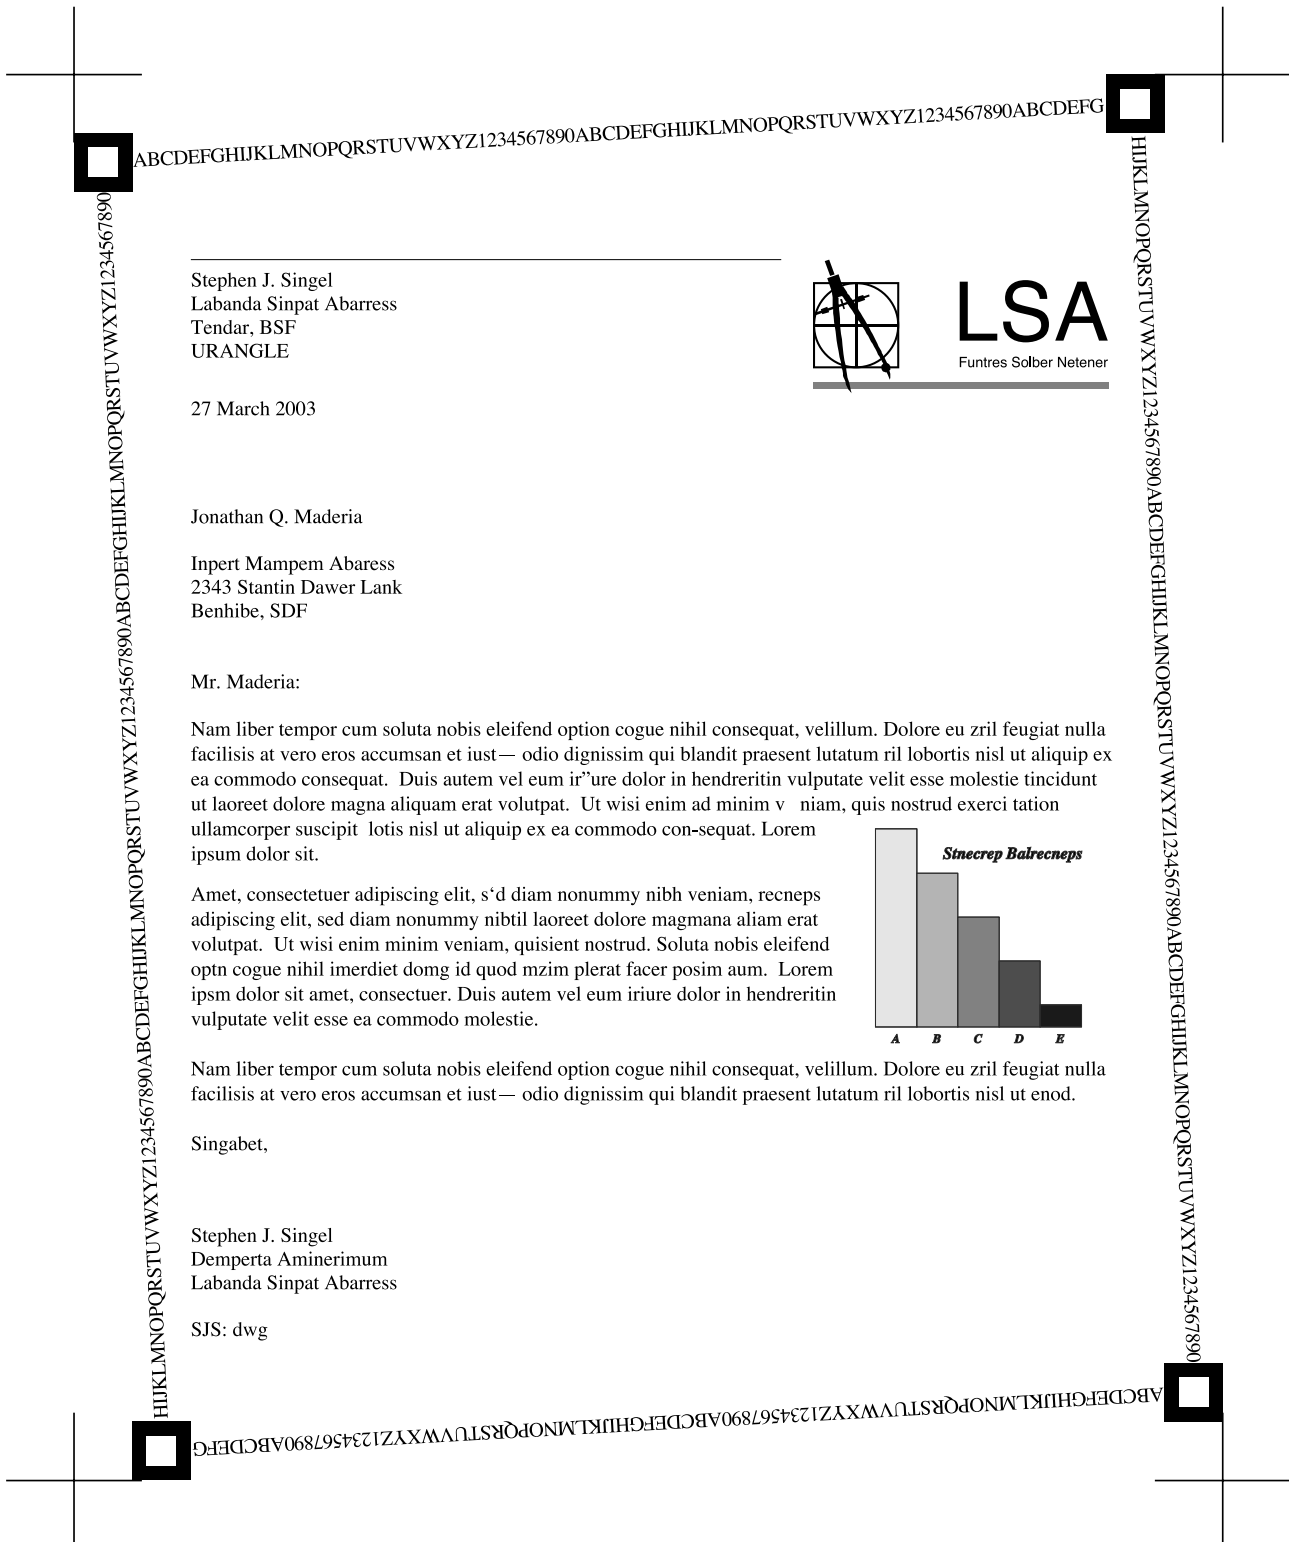 ABCDEFGHIJKLMNOPQRSTUVWXYZ1234567890ABCDEFGHIJKLMNOPQRSTUVWXYZ1234567890ABCDEFG
HIJKLMNOPQRSTUVWXYZ1234567890ABCDEFGHIJKLMNOPQRSTUVWXYZ1234567890ABCDEFGHIJKLMNOPQRSTUVWXYZ1234567890
ABCDEFGHIJKLMNOPQRSTUVWXYZ1234567890ABCDEFGHIJKLMNOPQRSTUVWXYZ1234567890ABCDEFG
HIJKLMNOPQRSTUVWXYZ1234567890ABCDEFGHIJKLMNOPQRSTUVWXYZ1234567890ABCDEFGHIJKLMNOPQRSTUVWXYZ1234567890
Stephen J. Singel
Labanda Sinpat Abarress
Tendar, BSF
URANGLE
LSA
Funtres Solber Netener
27 March 2003
Jonathan Q. Maderia
Inpert Mampem Abaress
2343 Stantin Dawer Lank
Benhibe, SDF
Mr. Maderia:
Nam liber tempor cum soluta nobis eleifend option cogue nihil consequat, velillum. Dolore eu zril feugiat nulla
facilisis at vero eros accumsan et iust— odio dignissim qui blandit praesent lutatum ril lobortis nisl ut aliquip ex
ea commodo consequat.  Duis autem vel eum ir”ure dolor in hendreritin vulputate velit esse molestie tincidunt
ut laoreet dolore magna aliquam erat volutpat.  Ut wisi enim ad minim v   niam, quis nostrud exerci tation
ullamcorper suscipit  lotis nisl ut aliquip ex ea commodo con-sequat. Lorem
ipsum dolor sit.
Amet, consectetuer adipiscing elit, s‘d diam nonummy nibh veniam, recneps
adipiscing elit, sed diam nonummy nibtil laoreet dolore magmana aliam erat
volutpat.  Ut wisi enim minim veniam, quisient nostrud. Soluta nobis eleifend
optn cogue nihil imerdiet domg id quod mzim plerat facer posim aum.  Lorem
ipsm dolor sit amet, consectuer. Duis autem vel eum iriure dolor in hendreritin
vulputate velit esse ea commodo molestie.
Stnecrep Balrecneps
A B C D E
Nam liber tempor cum soluta nobis eleifend option cogue nihil consequat, velillum. Dolore eu zril feugiat nulla
facilisis at vero eros accumsan et iust— odio dignissim qui blandit praesent lutatum ril lobortis nisl ut enod.
Singabet,
Stephen J. Singel
Demperta Aminerimum
Labanda Sinpat Abarress
SJS: dwg